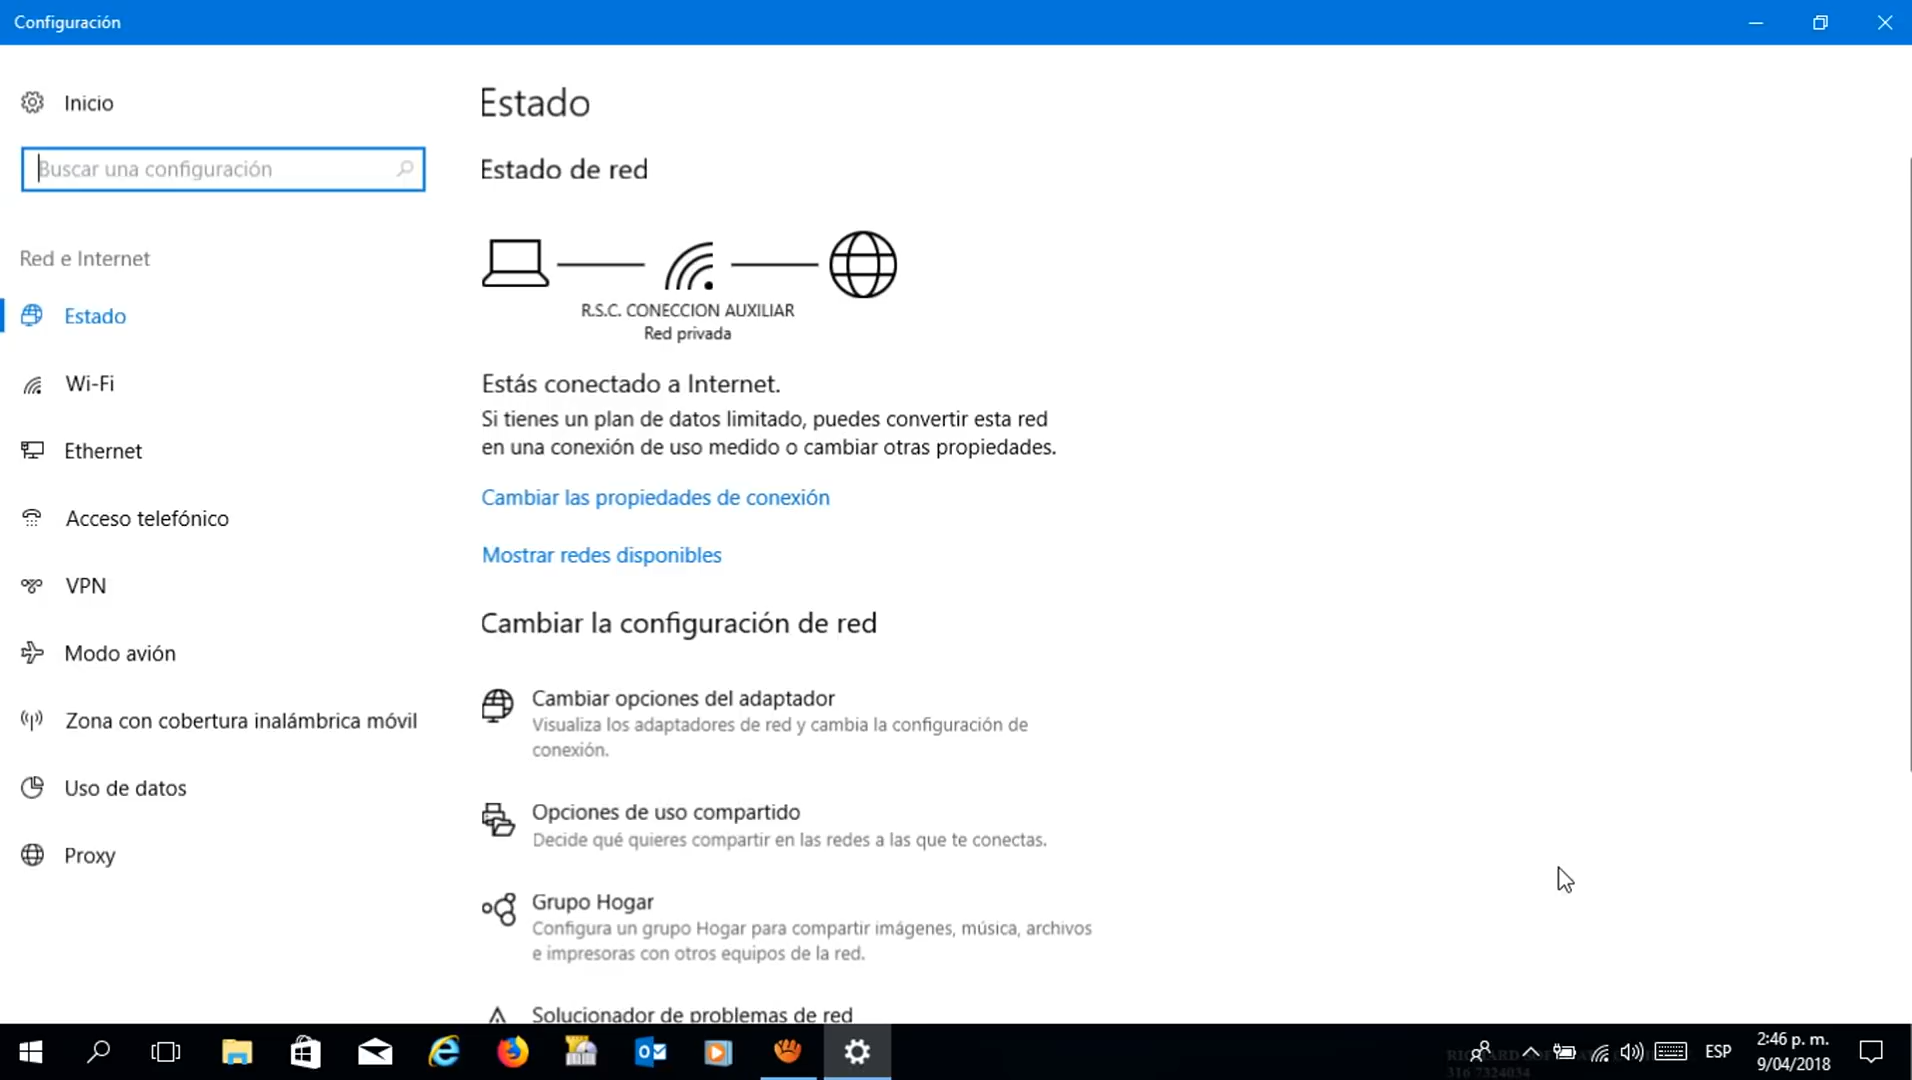 Configuración
Inicio
Buscar una configuración
Red e Internet
Estado
Wi-Fi
Ethernet
Acceso telefónico
VPN
Modo avión
Zona con cobertura inalámbrica móvil
Uso de datos
Proxy
Estado
Estado de red
R.S.C. CONECCION AUXILIAR
Red privada
Estás conectado a Internet.
Si tienes un plan de datos limitado, puedes convertir esta red
en una conexión de uso medido o cambiar otras propiedades.
Cambiar las propiedades de conexión
Mostrar redes disponibles
Cambiar la configuración de red
Cambiar opciones del adaptador
Visualiza los adaptadores de red y cambia la configuración de
conexión.
Opciones de uso compartido
Decide qué quieres compartir en las redes a las que te conectas.
Grupo Hogar
Configura un grupo Hogar para compartir imágenes, música, archivos
e impresoras con otros equipos de la red.
Solucionador de problemas de red
ESP
2:46 p. m.
9/04/2018
316 7324034